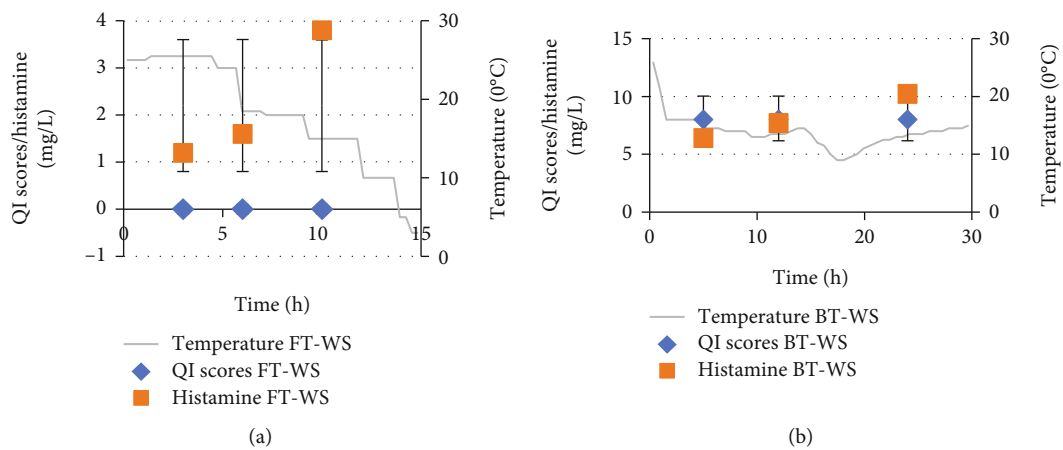 4
3
2
1
0
−1
QI scores/histamine
(mg/L)
0
5
10
15
30
20
10
0
Temperature (0°C)
Time (h)
Temperature FT-WS
QI scores FT-WS
Histamine FT-WS
(a)
15
10
5
0
QI scores/histamine
(mg/L)
0
10
20
30
30
20
10
0
Temperature (0°C)
Time (h)
Temperature BT-WS
QI scores BT-WS
Histamine BT-WS
(b)